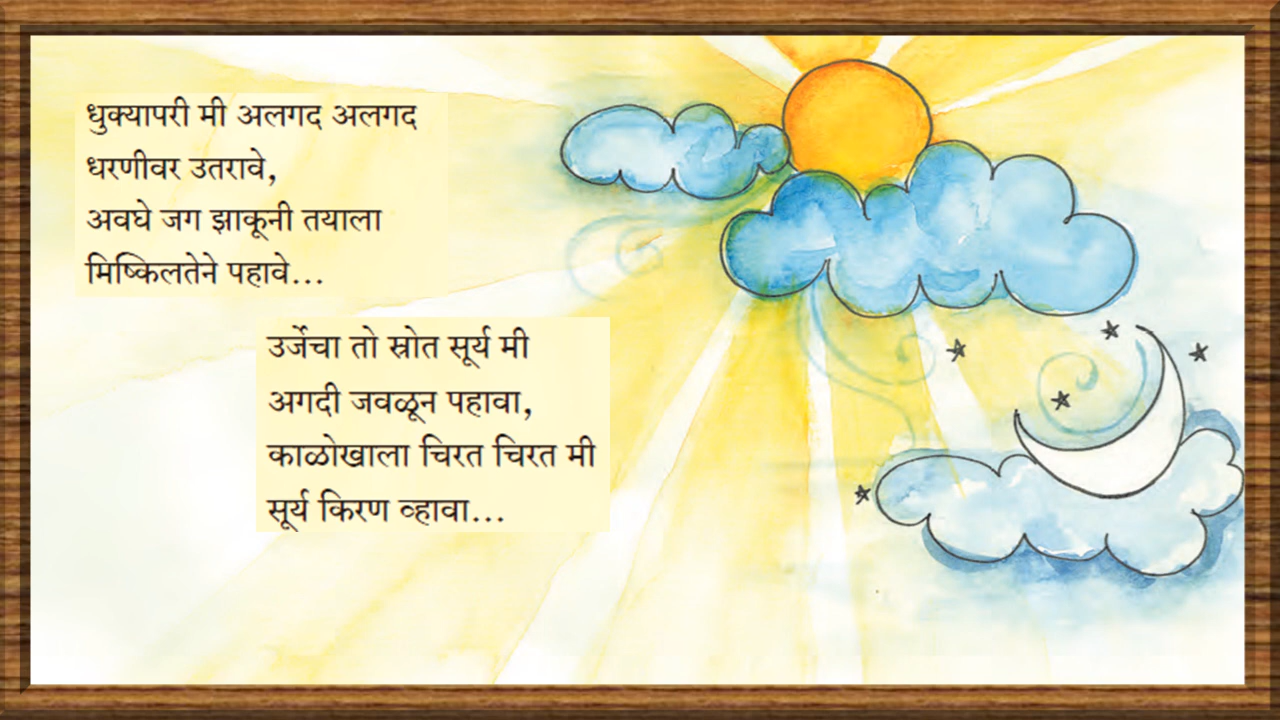 धुक्यापरी मी अलगद अलगद
धरणीवर उतरावे,
अवघे जग झाकूनी तयाला
मिष्किलतेने पहावे...
उर्जेचा तो स्रोत सूर्य मी
अगदी जवळून पहावा,
काळोखाला चिरत चिरत मी
सूर्य किरण व्हावा...